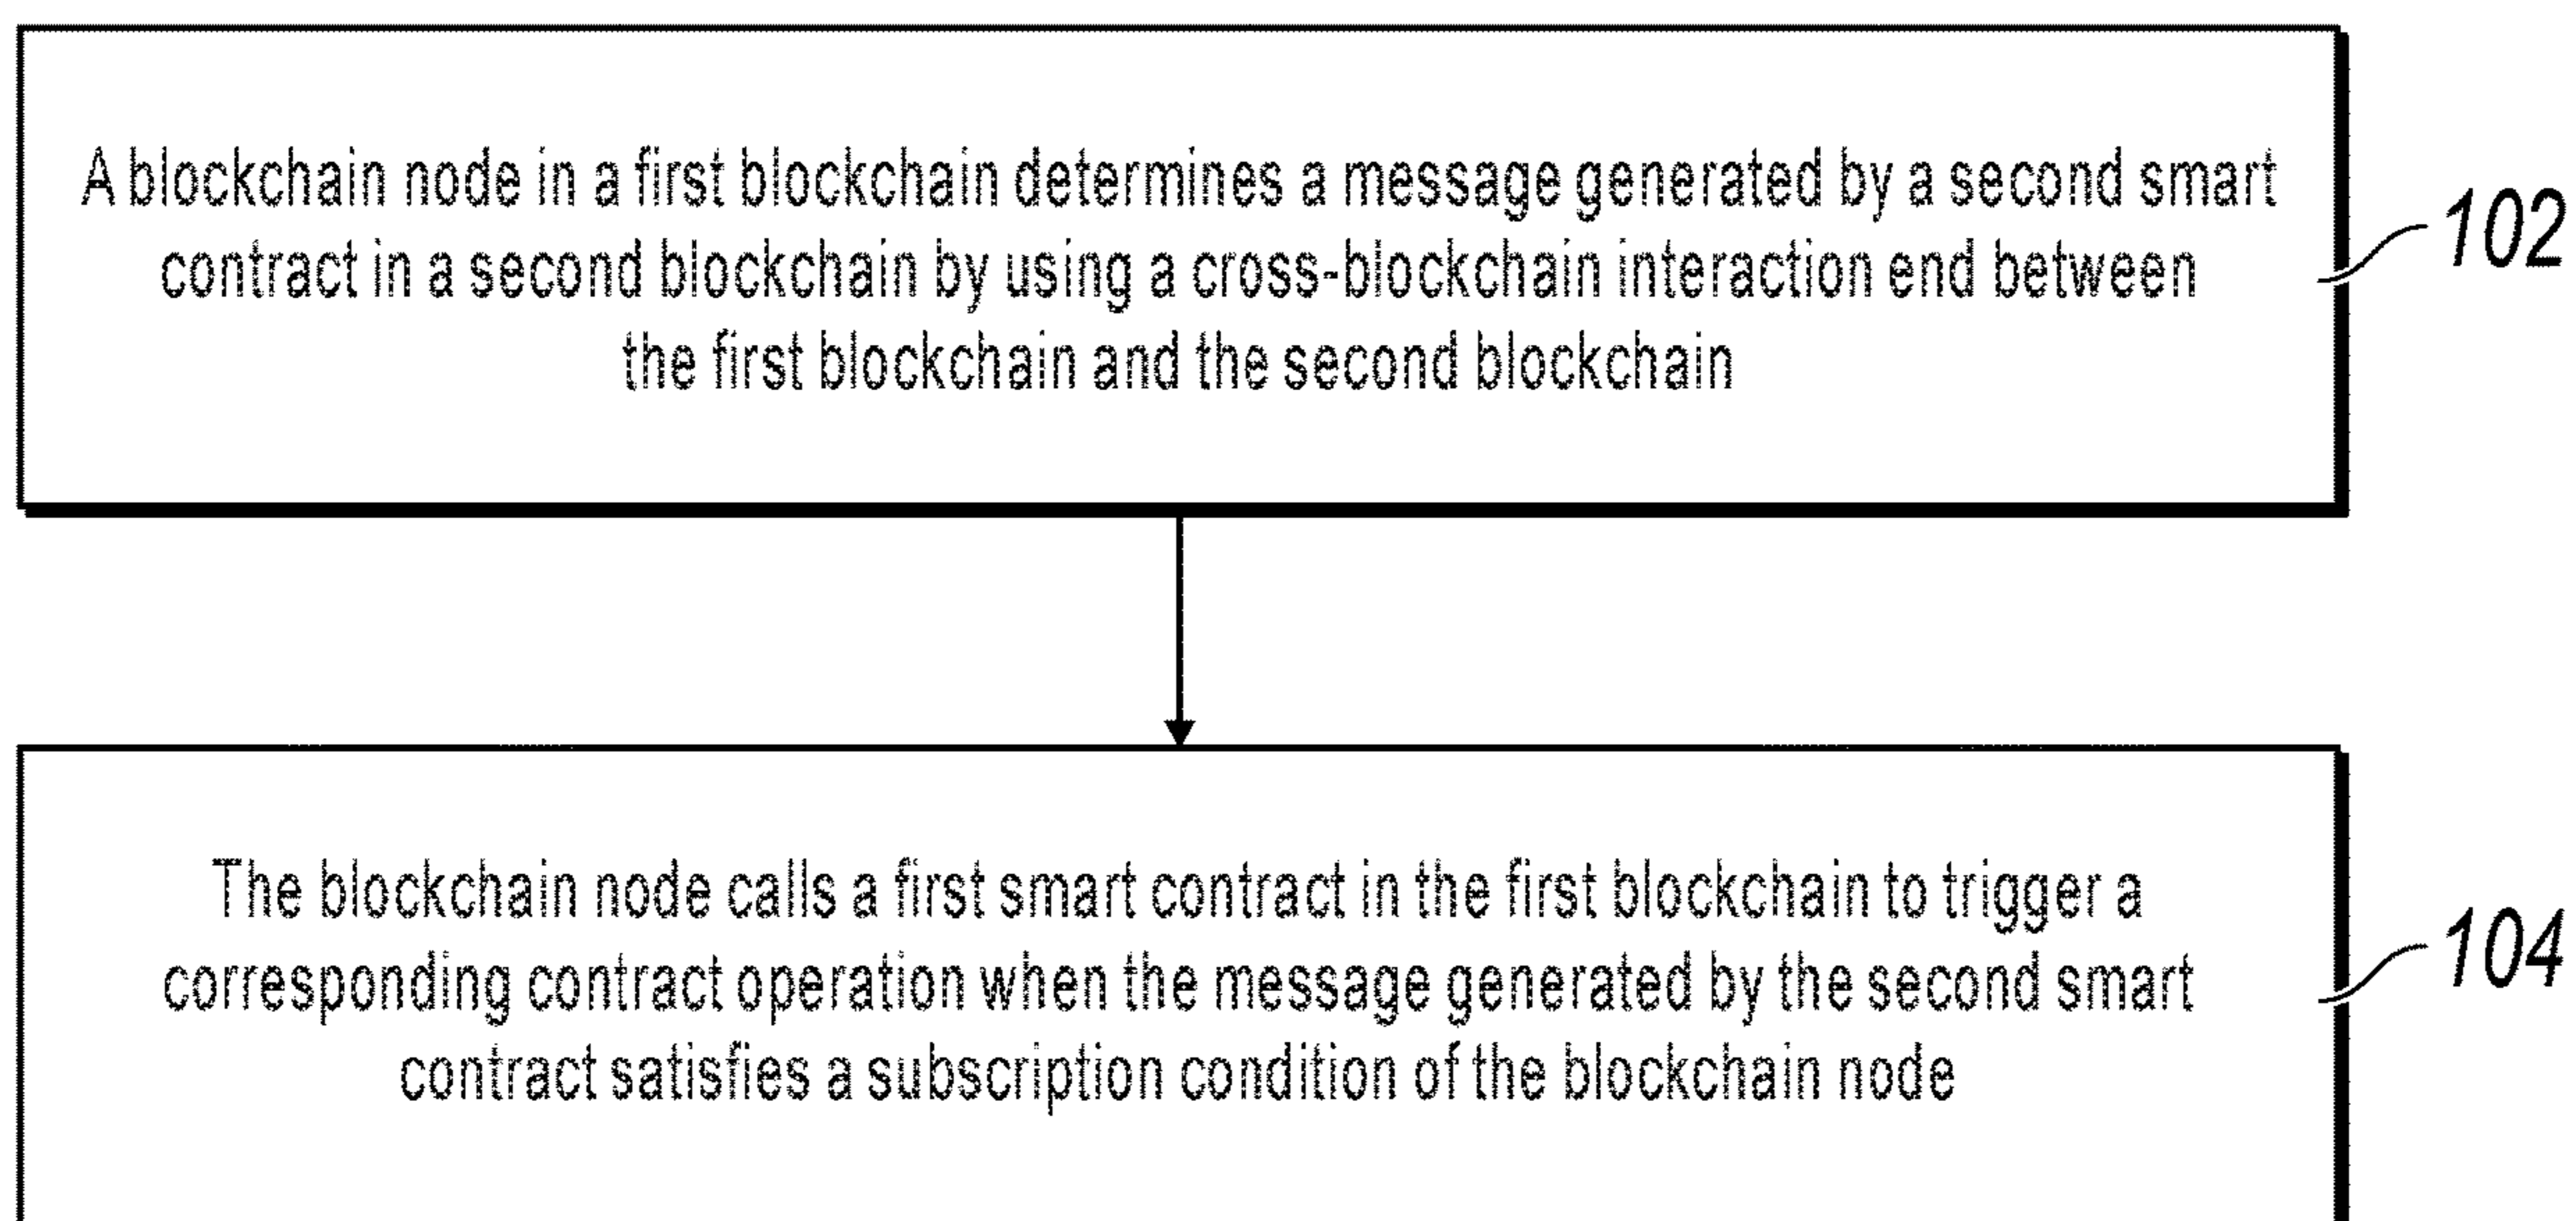 A blockchain node in a first blockchain determines a message generated by a second smart
contract in a second blockchain by using a cross-blockchain interaction end between
the first blockchain and the second blockchain
102
The blockchain node calls a first smart contract in the first blockchain to trigger a
corresponding contract operation when the message generated by the second smart
contract satisfies a subscription condition of the blockchain node
104